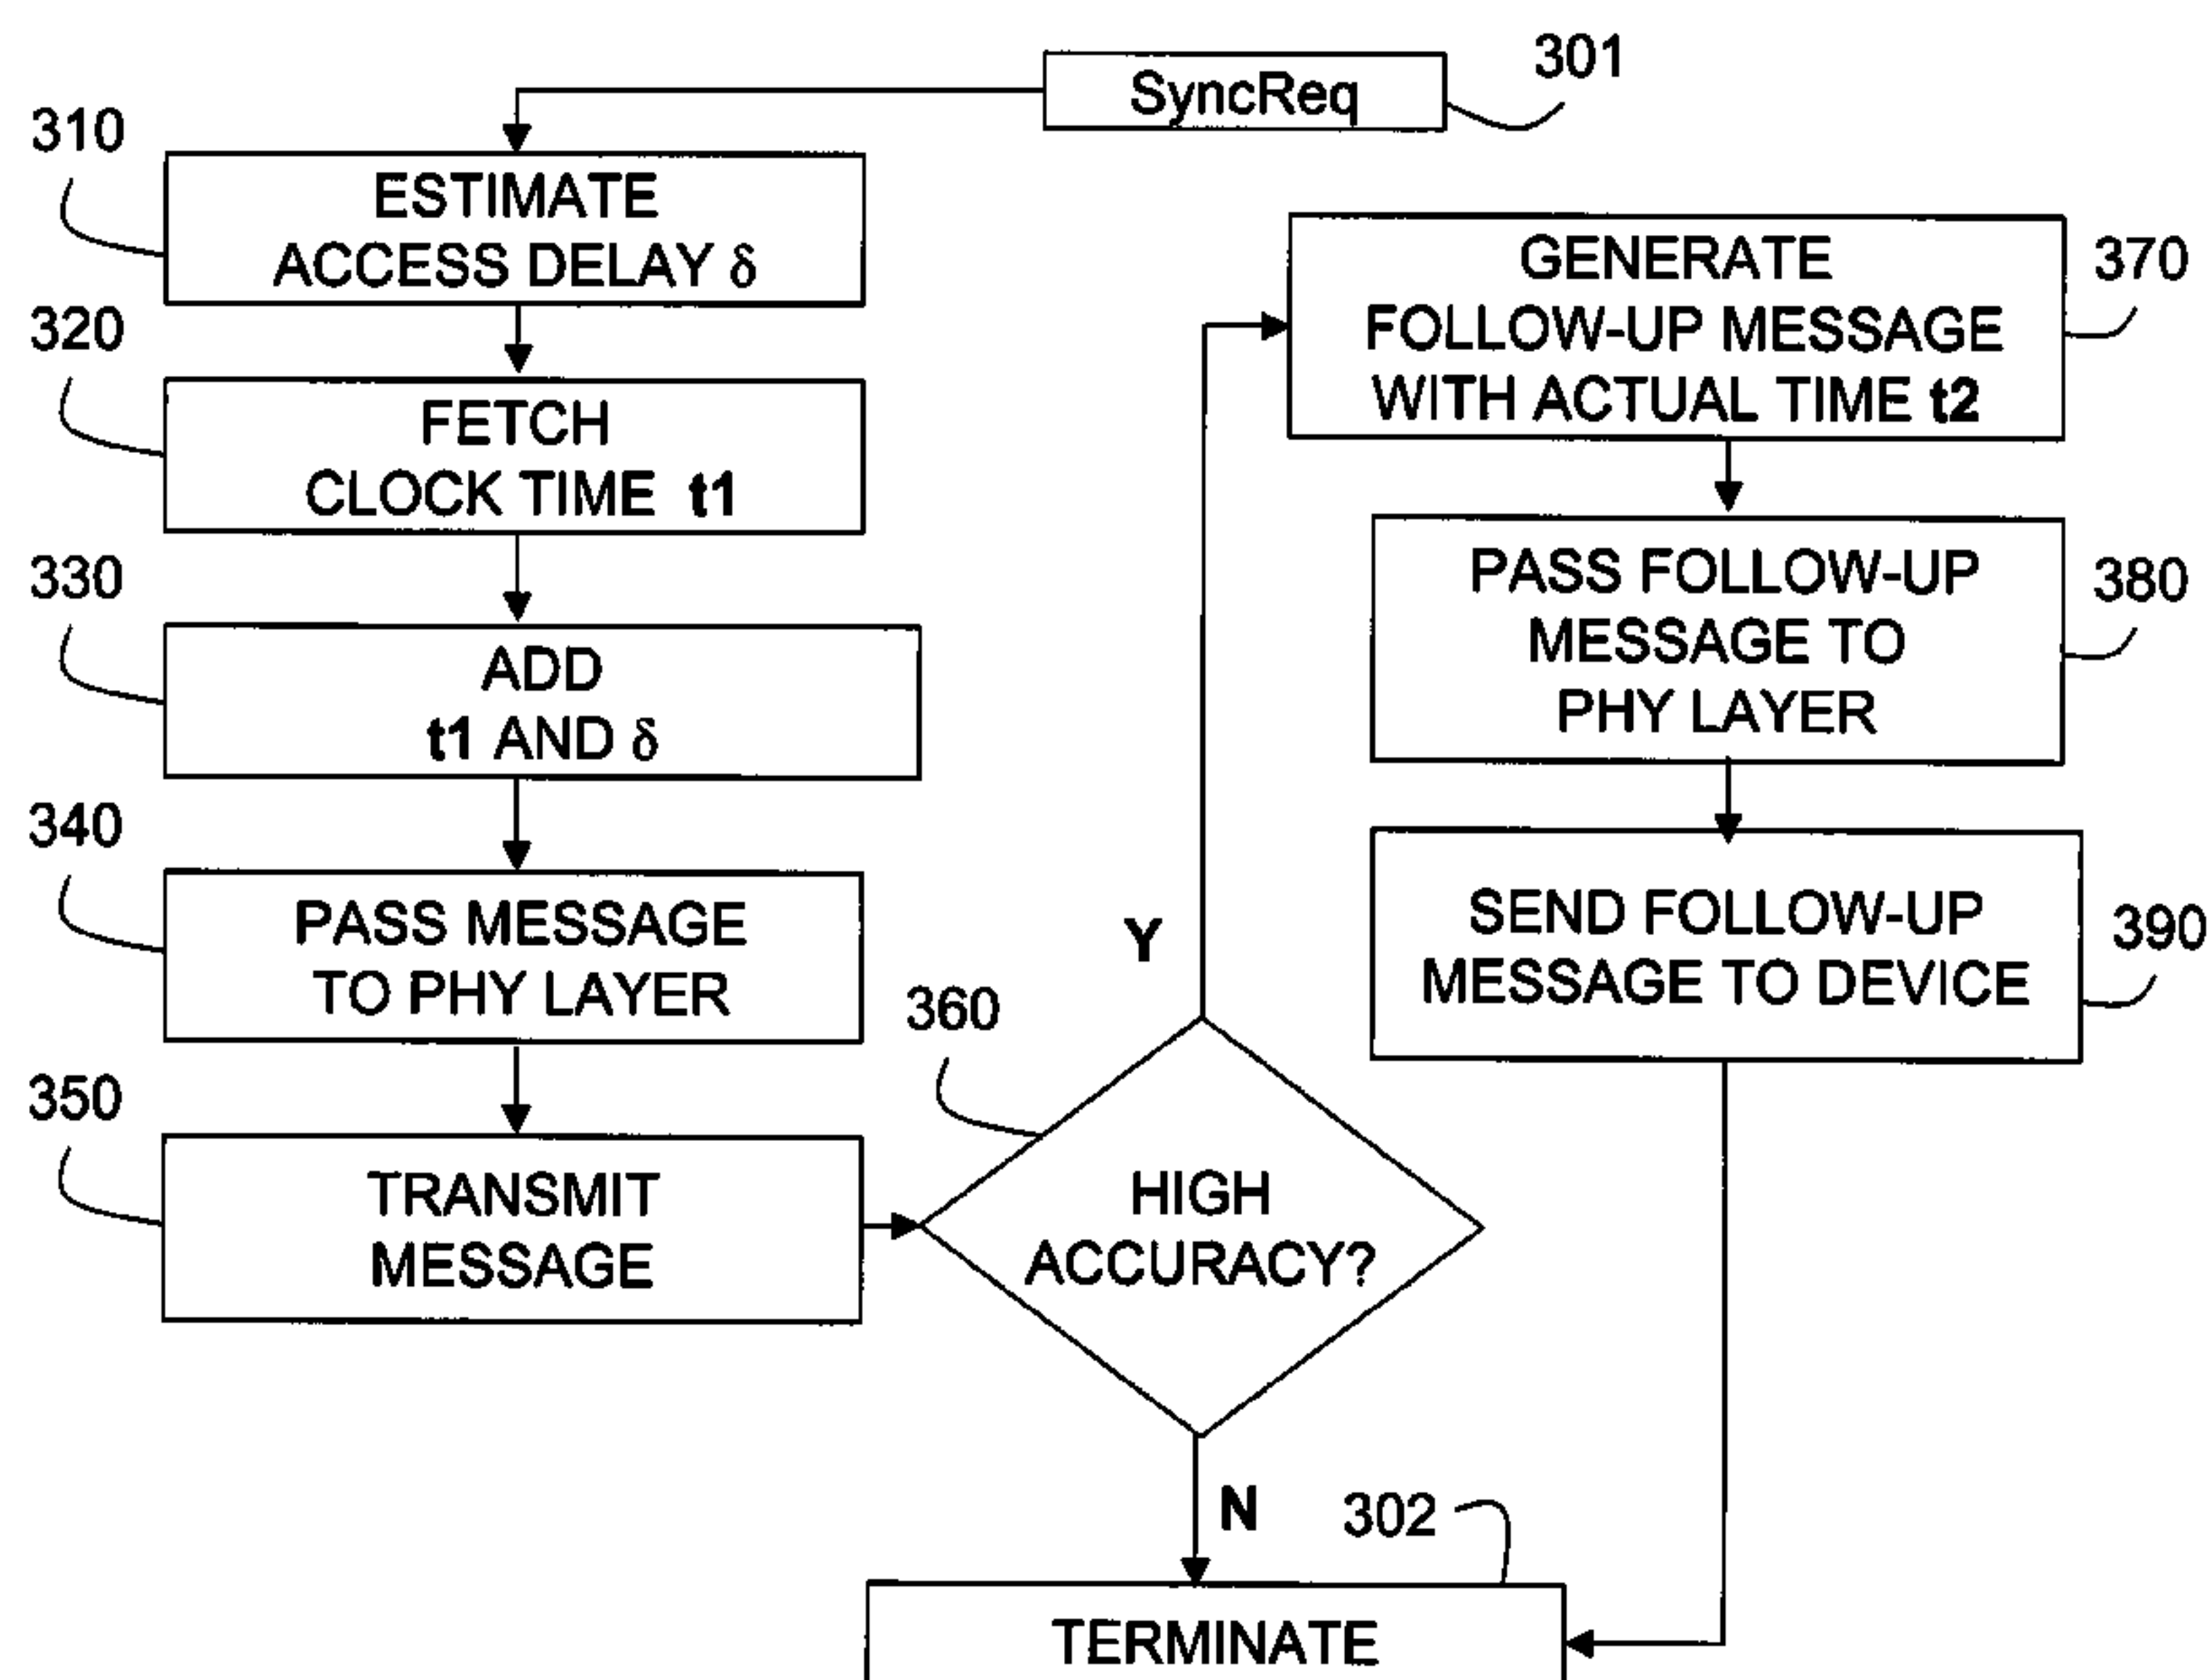 SyncReq
301
310
ESTIMATE
ACCESS DELAY δ
320
FETCH
CLOCK TIME t1
330
ADD
t1 AND δ
340
PASS MESSAGE
TO PHY LAYER
350
TRANSMIT
MESSAGE
360
HIGH
ACCURACY?
Y
N
GENERATE
FOLLOW-UP MESSAGE
WITH ACTUAL TIME t2
370
PASS FOLLOW-UP
MESSAGE TO
PHY LAYER
380
SEND FOLLOW-UP
MESSAGE TO DEVICE
390
302
TERMINATE